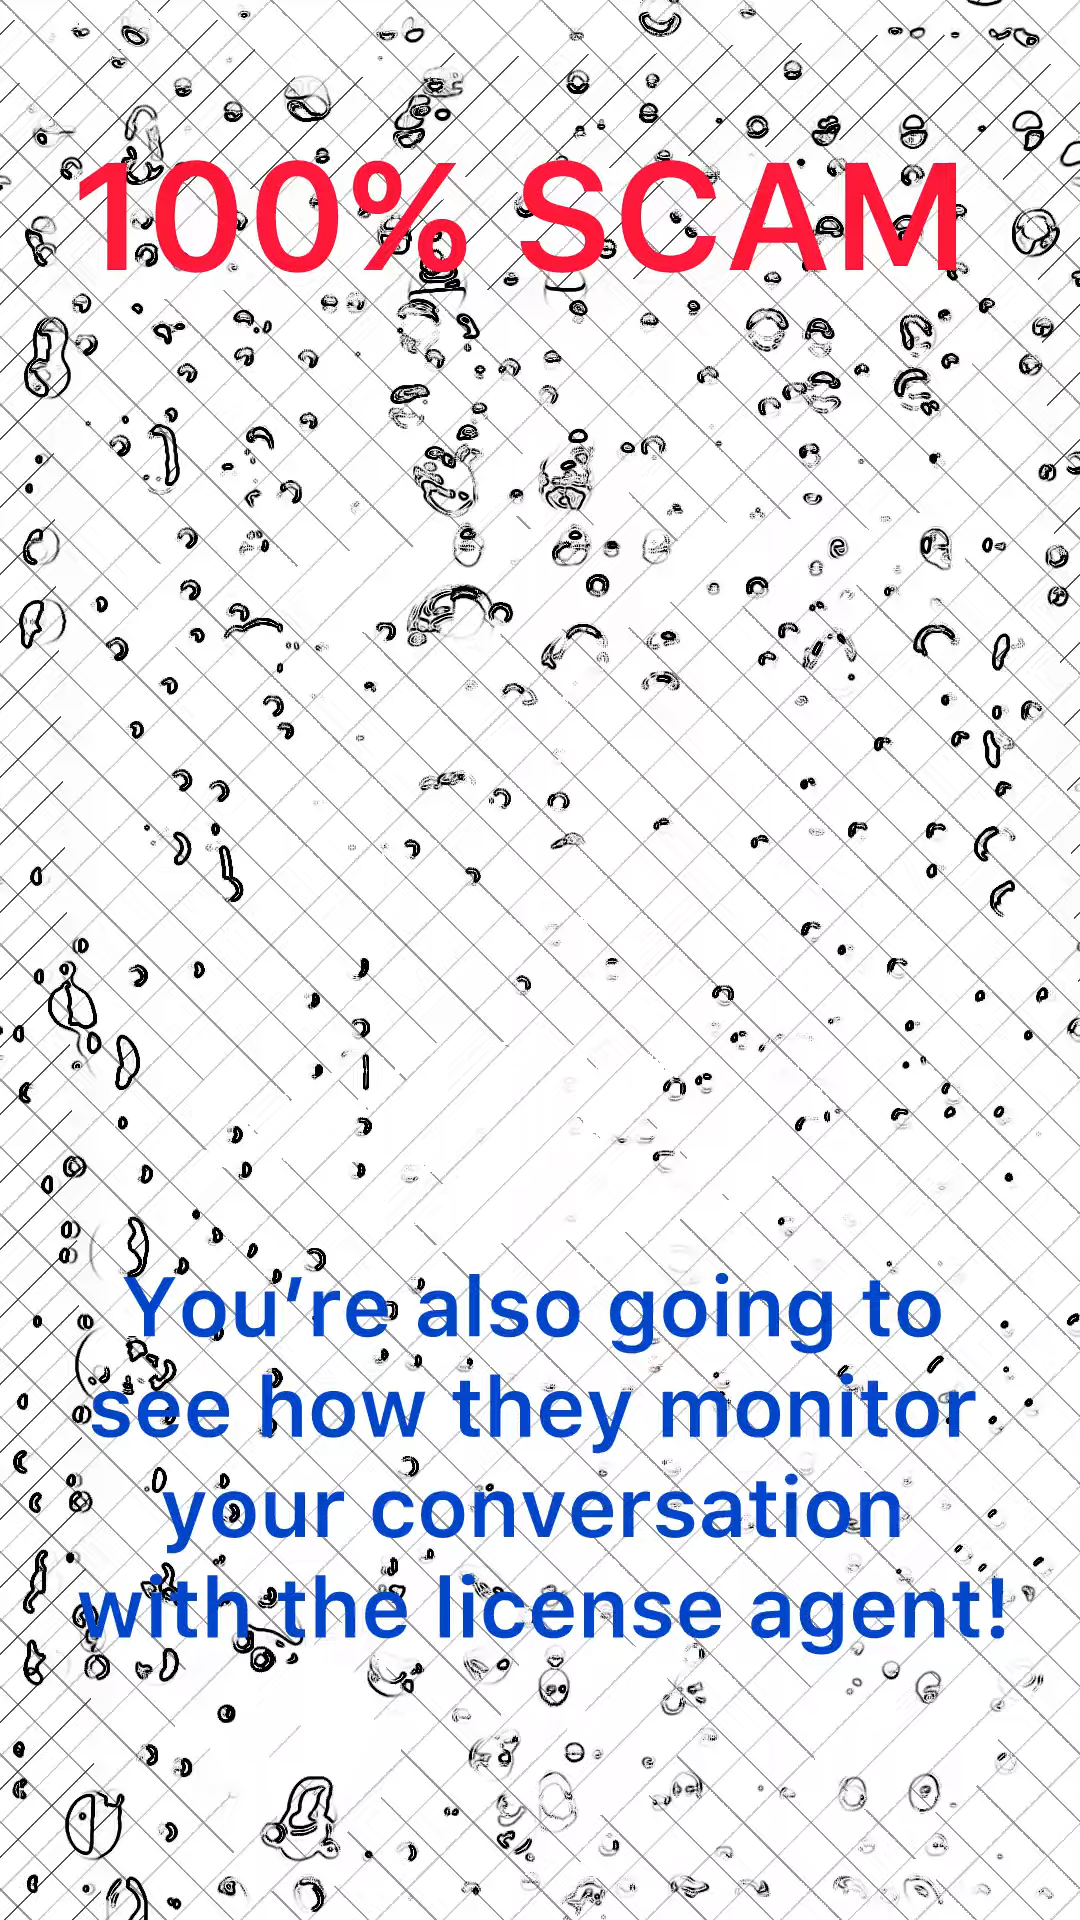 100% SCAM
You’re also going to
see how they monitor
your conversation
with the license agent!